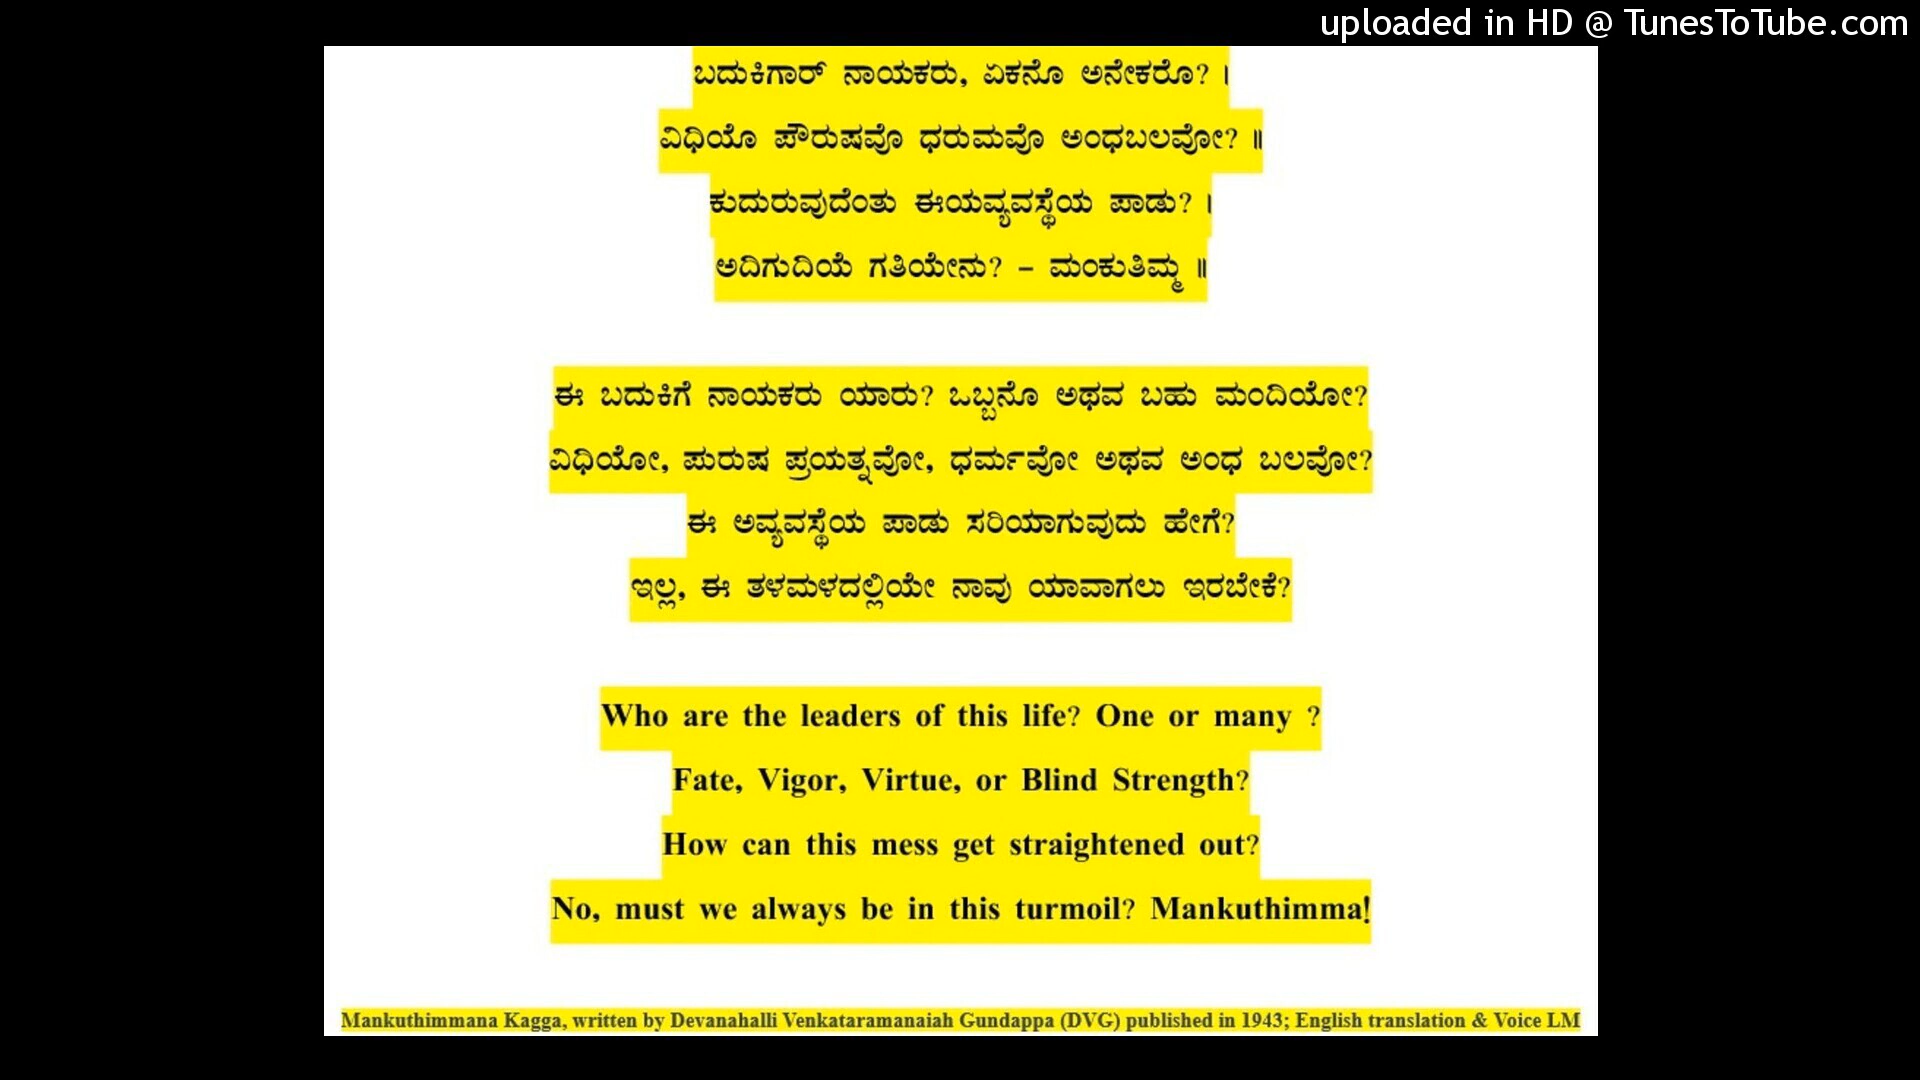 uploaded in HD @ TunesToTube.com
ಬದುಕಿಗಾರ್ ನಾಯಕರು, ಏಕನೊ ಅನೇಕರೊ? ।
ವಿಧಿಯೊ ಪೌರುಷವೊ ಧರುಮವೊ ಅಂಧಬಲವೋ? ॥
ಕುದುರುವುದೆಂತು ಈಯವ್ಯವಸ್ಥೆಯ ಪಾಡು? ।
ಅದಿಗುದಿಯೆ ಗತಿಯೇನು? – ಮಂಕುತಿಮ್ಮ ॥
ಈ ಬದುಕಿಗೆ ನಾಯಕರು ಯಾರು? ಒಬ್ಬನೊ ಅಥವ ಬಹು ಮಂದಿಯೋ?
ವಿಧಿಯೋ, ಪುರುಷ ಪ್ರಯತ್ನವೋ, ಧರ್ಮವೋ ಅಥವ ಅಂಧ ಬಲವೋ?
ಈ ಅವ್ಯವಸ್ಥೆಯ ಪಾಡು ಸರಿಯಾಗುವುದು ಹೇಗೆ?
ಇಲ್ಲ, ಈ ತಳಮಳದಲ್ಲಿಯೇ ನಾವು ಯಾವಾಗಲು ಇರಬೇಕೆ?
Who are the leaders of this life? One or many ?
Fate, Vigor, Virtue, or Blind Strength?
How can this mess get straightened out?
No, must we always be in this turmoil? Mankuthimma!
Mankuthimmana Kagga, written by Devanahalli Venkataramanaiah Gundappa (DVG) published in 1943; English translation & Voice LM